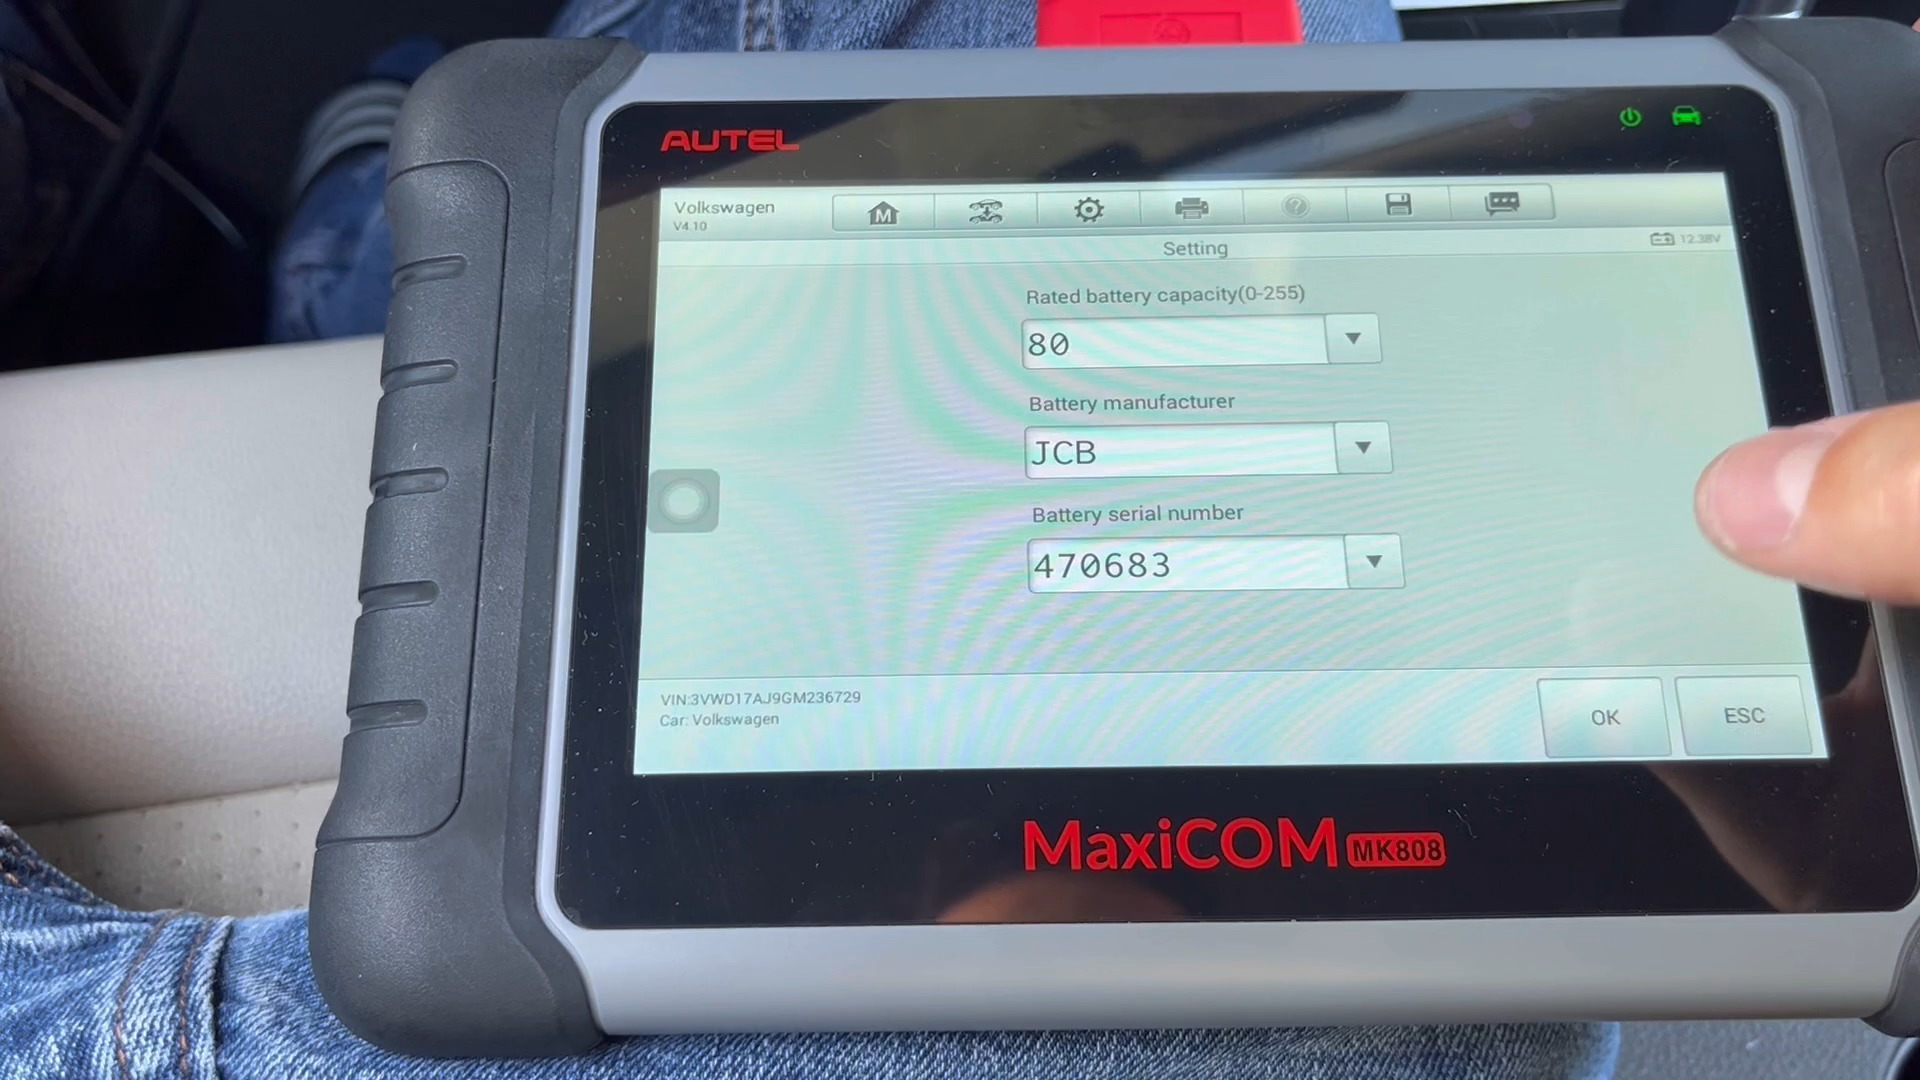 AUTEL
Volkswagen
V4.10
M
?
Setting
12.38V
Rated battery capacity(0-255)
80
Battery manufacturer
JCB
Battery serial number
470683
VIN:3VWD17AJ9GM236729
Car: Volkswagen
OK
ESC
MaxiCOM MK808